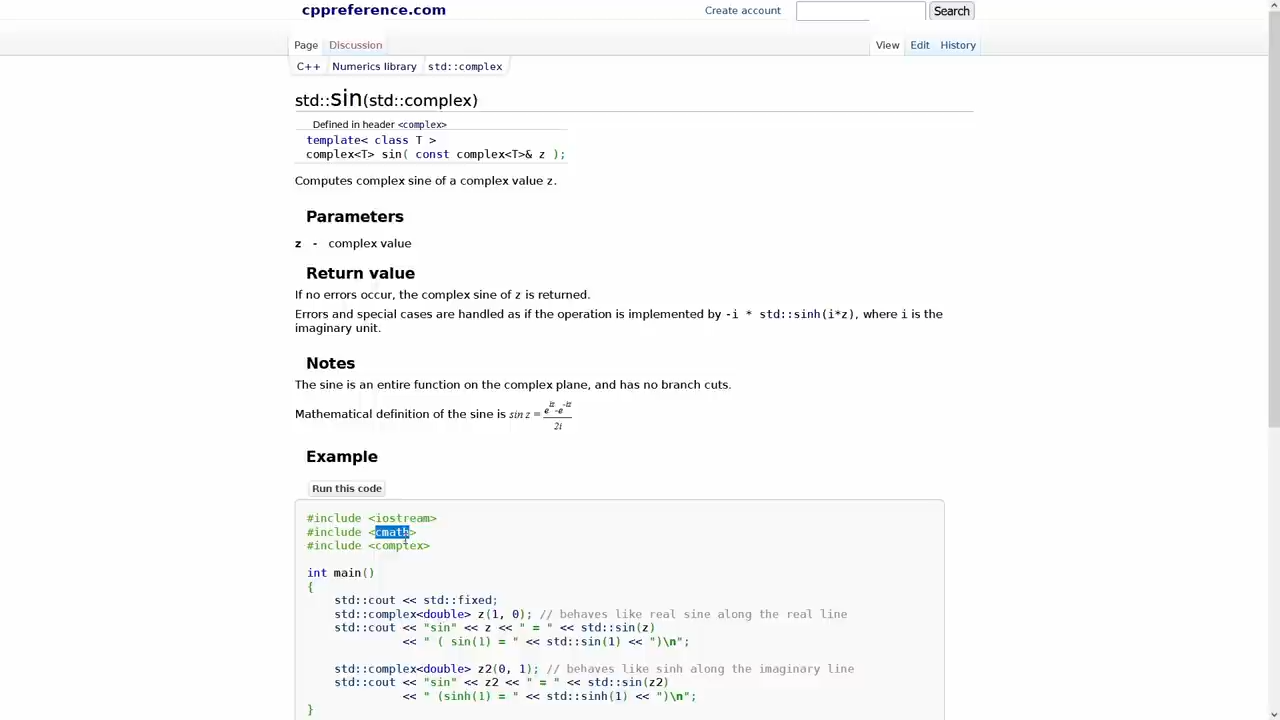 cppreference.com
Create account
Search
Page Discussion
View Edit History
C++ Numerics library std::complex
std::sin(std::complex)
Defined in header <complex>
template< class T >
complex<T> sin( const complex<T>& z );
Computes complex sine of a complex value z.
Parameters
z - complex value
Return value
If no errors occur, the complex sine of z is returned.
Errors and special cases are handled as if the operation is implemented by -i * std::sinh(i*z), where i is the
imaginary unit.
Notes
The sine is an entire function on the complex plane, and has no branch cuts.
Mathematical definition of the sine is sin z = e^iz-e^-iz / 2i
Example
Run this code
#include <iostream>
#include <cmath>
#include <complex>
int main()
{
std::cout << std::fixed;
std::complex<double> z(1, 0); // behaves like real sine along the real line
std::cout << "sin" << z << " = " << std::sin(z)
<< " ( sin(1) = " << std::sin(1) << ")\n";
std::complex<double> z2(0, 1); // behaves like sinh along the imaginary line
std::cout << "sin" << z2 << " = " << std::sin(z2)
<< " (sinh(1) = " << std::sinh(1) << ")\n";
}